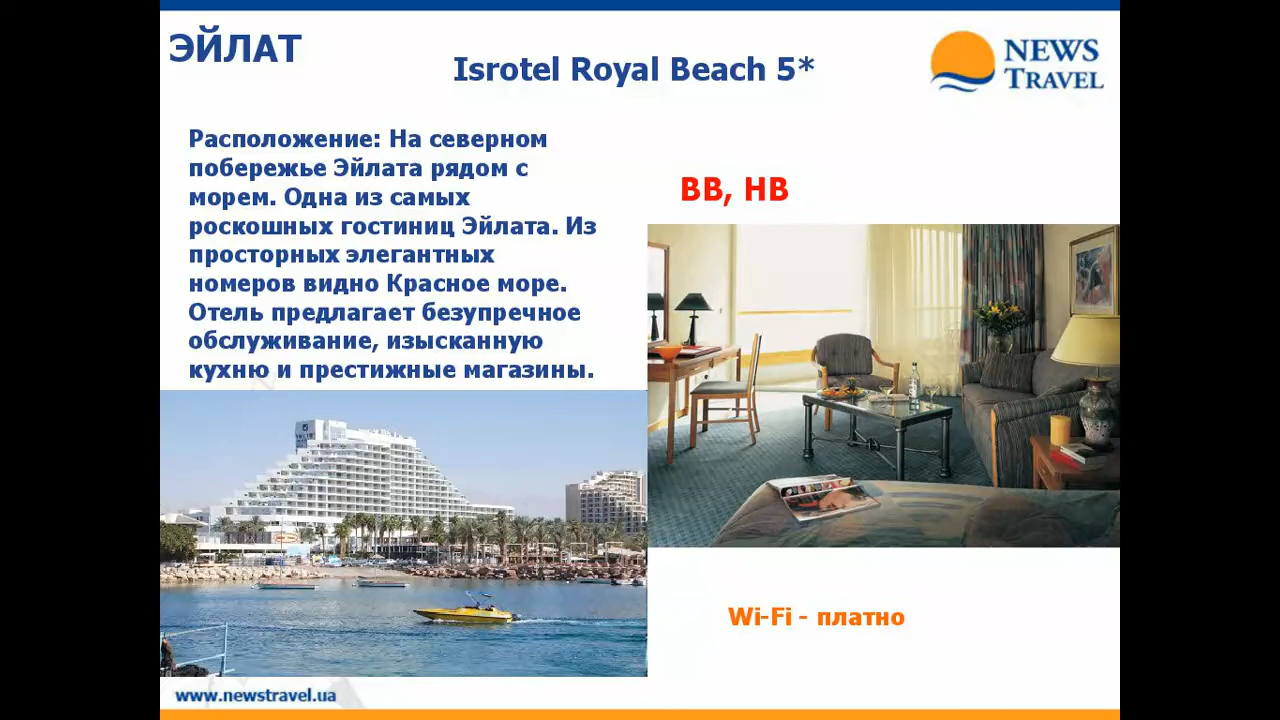 ЭЙЛАТ
Isrotel Royal Beach 5*
NEWS
TRAVEL
Расположение: На северном
побережье Эйлата рядом с
морем. Одна из самых
роскошных гостиниц Эйлата. Из
просторных элегантных
номеров видно Красное море.
Отель предлагает безупречное
обслуживание, изысканную
кухню и престижные магазины.
BB, HB
Wi-Fi - платно
www.newstravel.ua